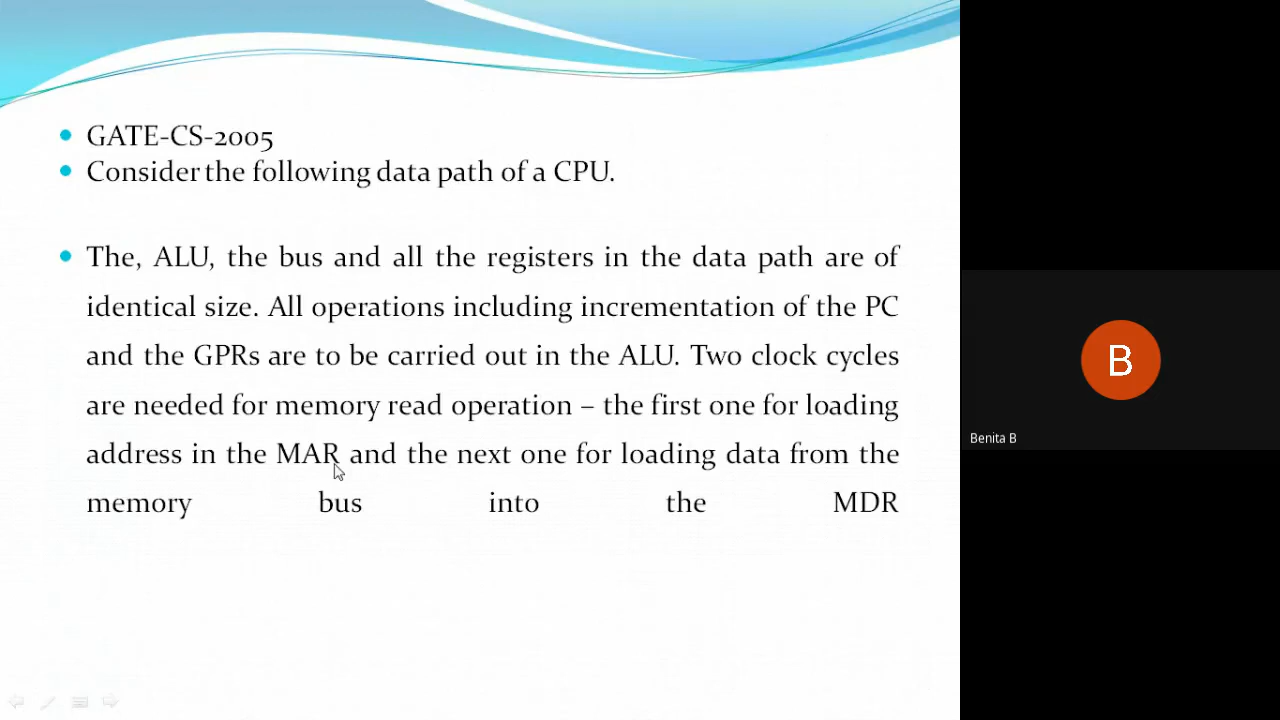 GATE-CS-2005
Consider the following data path of a CPU.
The, ALU, the bus and all the registers in the data path are of
identical size. All operations including incrementation of the PC
and the GPRs are to be carried out in the ALU. Two clock cycles
are needed for memory read operation – the first one for loading
address in the MAR and the next one for loading data from the
memory bus into the MDR
B
Benita B